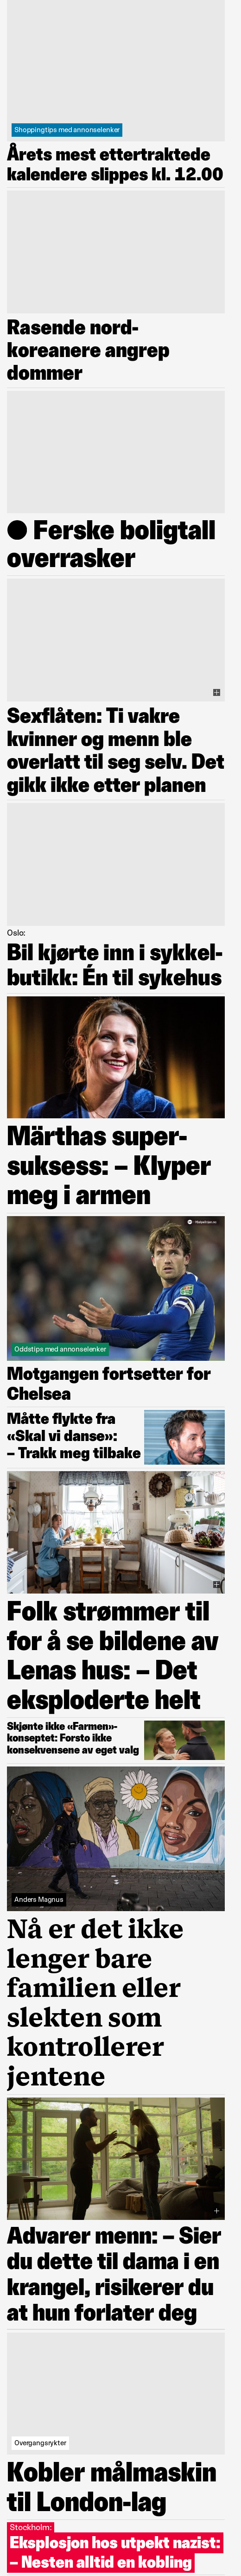 Shoppingtips med annonselenker
Årets mest ettertraktede
kalendere slippes kl. 12.00
Rasende nord-
koreanere angrep
dommer
● Ferske boligtall
overrasker
Sexflåten: Ti vakre
kvinner og menn ble
overlatt til seg selv. Det
gikk ikke etter planen
Oslo:
Bil kjørte inn i sykkel-
butikk: Én til sykehus
Märthas super-
suksess: – Klyper
meg i armen
Oddstips med annonselenker
Motgangen fortsetter for
Chelsea
Måtte flykte fra
«Skal vi danse»:
– Trakk meg tilbake
Folk strømmer til
for å se bildene av
Lenas hus: – Det
eksploderte helt
Skjønte ikke «Farmen»-
konseptet: Forsto ikke
konsekvensene av eget valg
Anders Magnus
Nå er det ikke
lenger bare
familien eller
slekten som
kontrollerer
jentene
Advarer menn: – Sier
du dette til dama i en
krangel, risikerer du
at hun forlater deg
Overgangsrykter
Kobler målmaskin
til London-lag
Stockholm:
Eksplosjon hos utpekt nazist:
– Nesten alltid en kobling